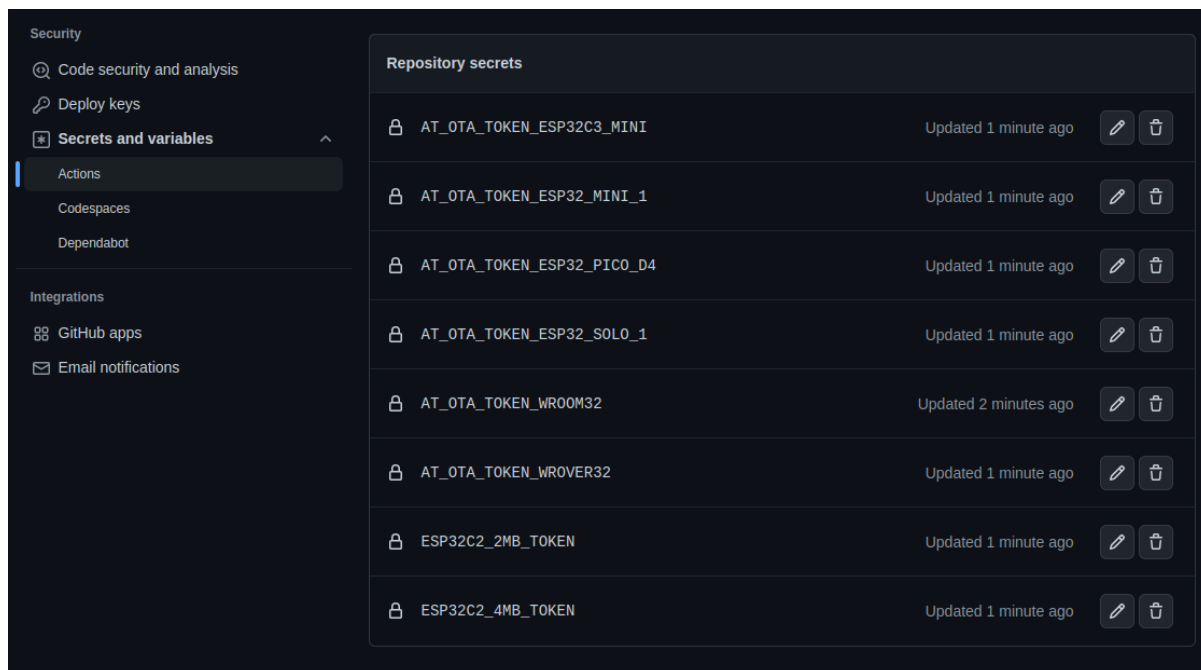 Security
Code security and analysis
Deploy keys
Secrets and variables
Actions
Codespaces
Dependabot
Integrations
GitHub apps
Email notifications
Repository secrets
AT_OTA_TOKEN_ESP32C3_MINI Updated 1 minute ago
AT_OTA_TOKEN_ESP32_MINI_1 Updated 1 minute ago
AT_OTA_TOKEN_ESP32_PICO_D4 Updated 1 minute ago
AT_OTA_TOKEN_ESP32_SOLO_1 Updated 1 minute ago
AT_OTA_TOKEN_WROOM32 Updated 2 minutes ago
AT_OTA_TOKEN_WROVER32 Updated 1 minute ago
ESP32C2_2MB_TOKEN Updated 1 minute ago
ESP32C2_4MB_TOKEN Updated 1 minute ago